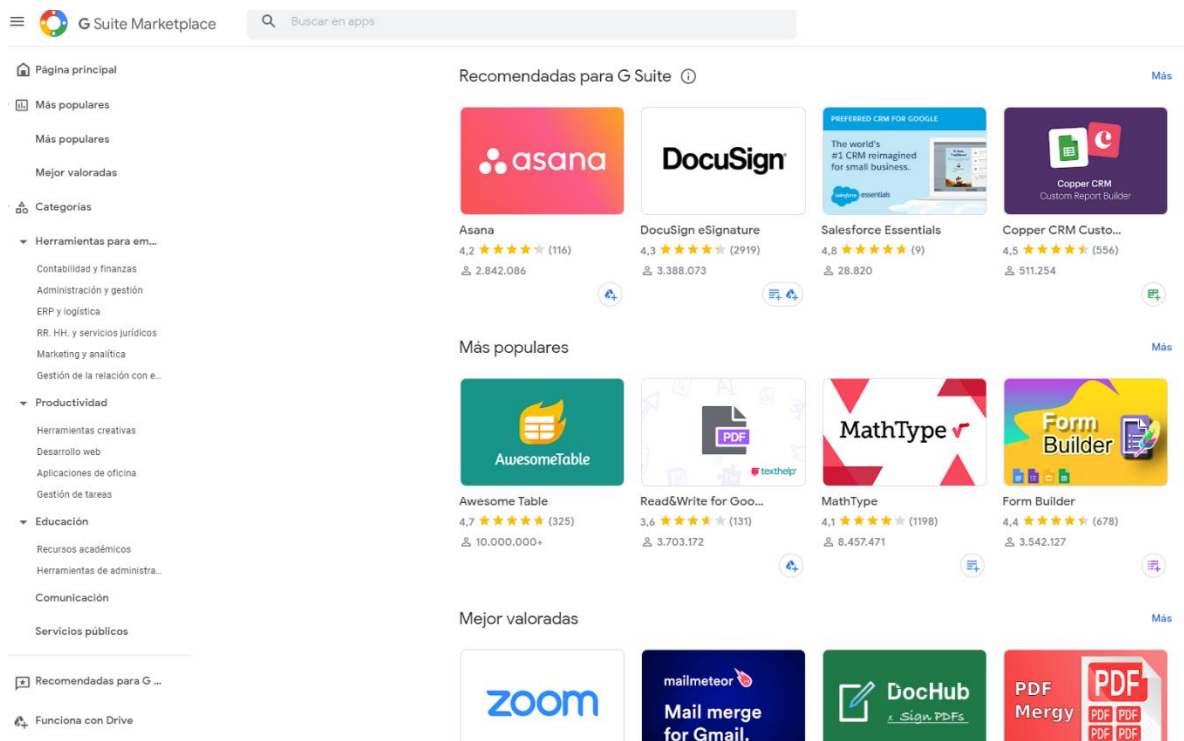 G Suite Marketplace
Buscar en apps
Página principal
Más populares
Más populares
Mejor valoradas
Categorías
Herramientas para em...
Contabilidad y finanzas
Administración y gestión
ERP y logística
RR. HH. y servicios jurídicos
Marketing y analítica
Gestión de la relación con e...
Productividad
Herramientas creativas
Desarrollo web
Aplicaciones de oficina
Gestión de tareas
Educación
Recursos académicos
Herramientas de administra...
Comunicación
Servicios públicos
Recomendadas para G ...
Funciona con Drive
Recomendadas para G Suite
Más
asana
Asana
4,2 (116)
2.842.086
DocuSign
DocuSign eSignature
4,3 (2919)
3.388.073
PREFERRED CRM FOR GOOGLE
The world's
#1 CRM reimagined
for small business.
salesforce essentials
Salesforce Essentials
4,8 (9)
28.820
Copper CRM
Custom Report Builder
Copper CRM Custo...
4,5 (556)
511.254
Más populares
Más
AwesomeTable
Awesome Table
4,7 (325)
10.000.000+
PDF
texthelp
Read&Write for Goo...
3,6 (131)
3.703.172
MathType
MathType
4,1 (1198)
8.457.471
Form
Builder
Form Builder
4,4 (678)
3.542.127
Mejor valoradas
Más
zoom
mailmeteor
Mail merge
for Gmail.
DocHub
x Sign PDFs
PDF
Mergy
PDF
PDF PDF
PDF PDF